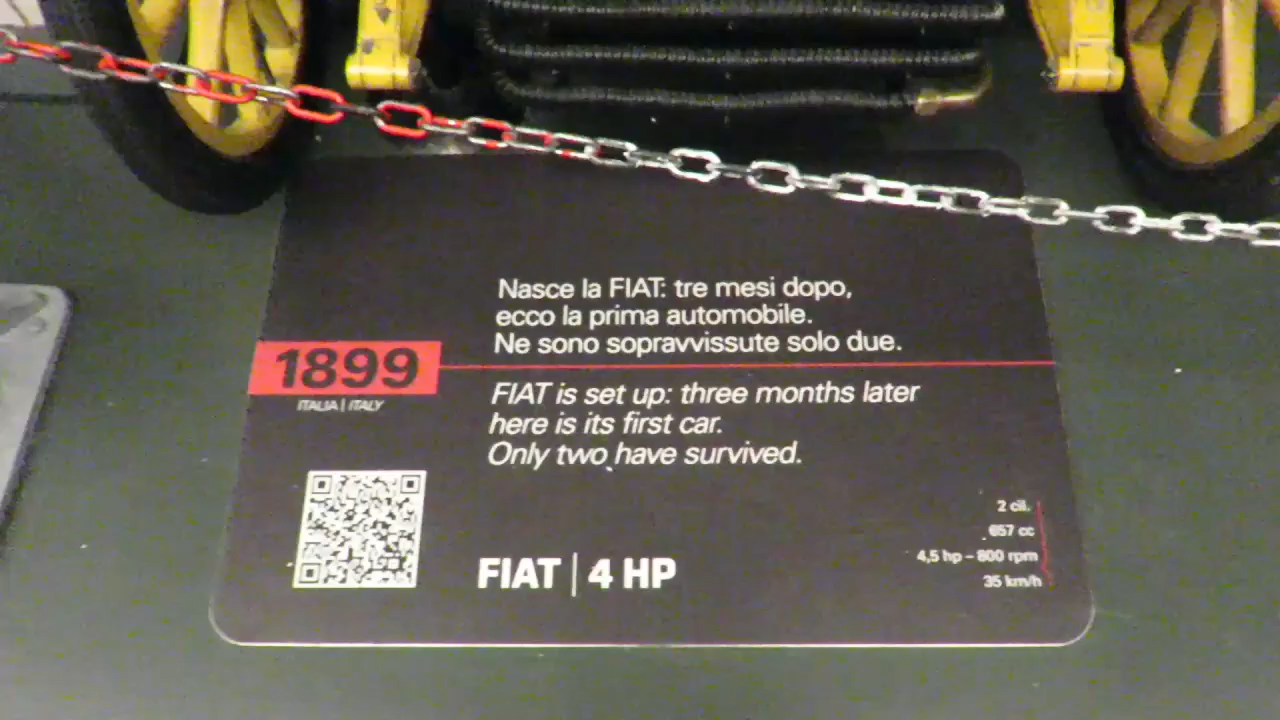 Nasce la FIAT: tre mesi dopo,
ecco la prima automobile.
Ne sono sopravvissute solo due.
1899
ITALIA | ITALY
FIAT is set up: three months later
here is its first car.
Only two have survived.
FIAT | 4 HP
2 cil.
657 cc
4,5 hp – 800 rpm
35 km/h